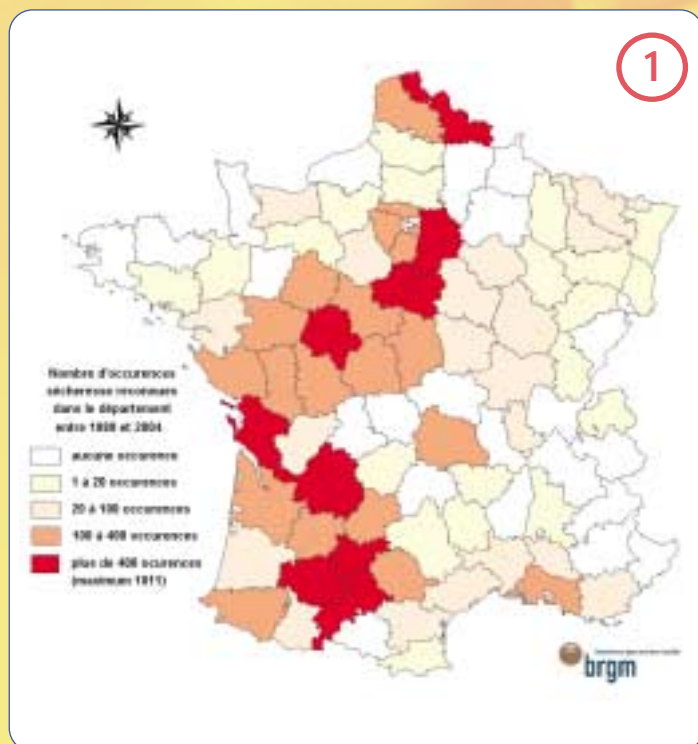 1
Nombre d'occurences
sécheresse reconnues
dans le département
entre 1989 et 2004
aucune occurence
1 à 20 occurences
20 à 100 occurences
100 à 400 occurences
plus de 400 ocurences
(maximum 1011)
brgm